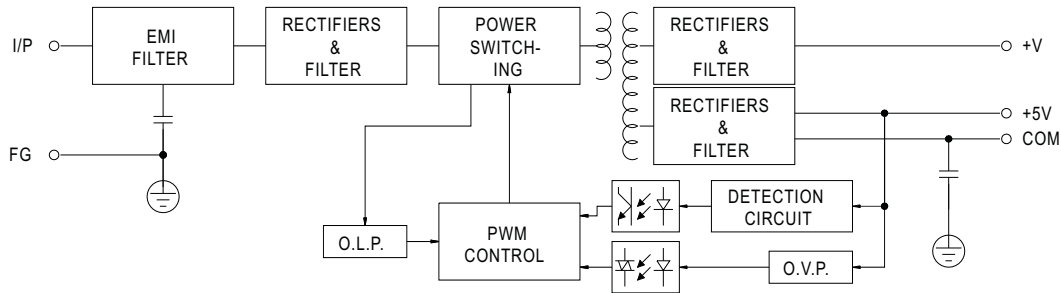 I/P
EMI
FILTER
RECTIFIERS
&
FILTER
POWER
SWITCH-
ING
RECTIFIERS
&
FILTER
+V
RECTIFIERS
&
FILTER
+5V
COM
FG
DETECTION
CIRCUIT
O.L.P.
PWM
CONTROL
O.V.P.